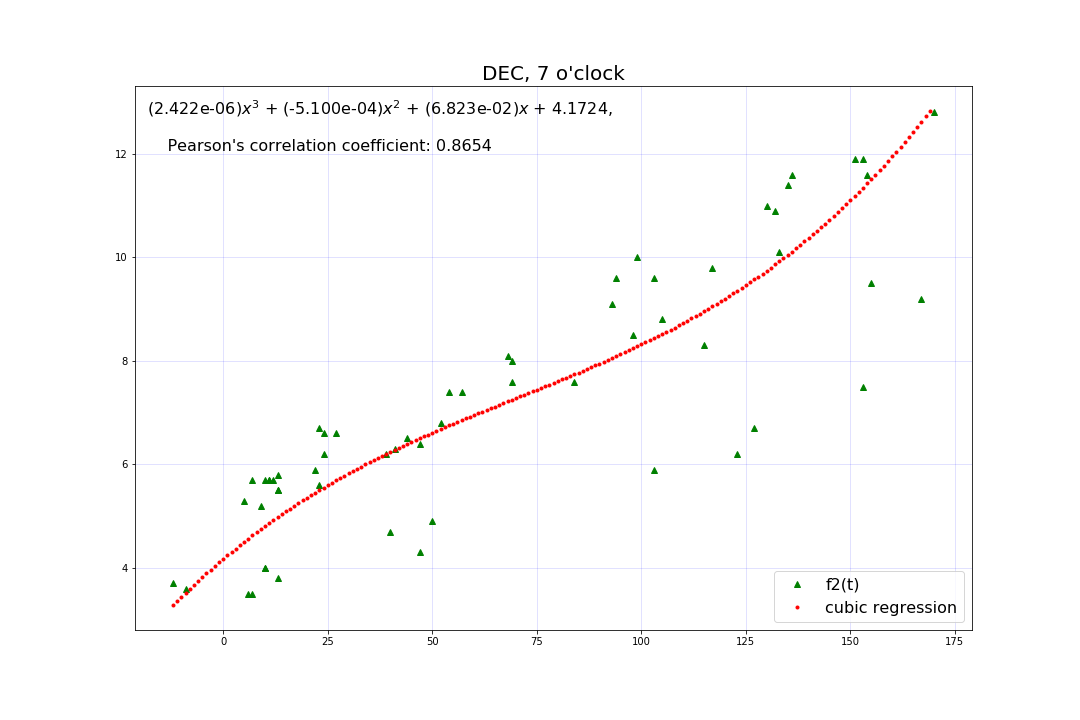 DEC, 7 o'clock
(2.422e-06)x³ + (-5.100e-04)x² + (6.823e-02)x + 4.1724,
Pearson's correlation coefficient: 0.8654
12
10
8
6
4
f2(t)
cubic regression
0 25 50 75 100 125 150 175